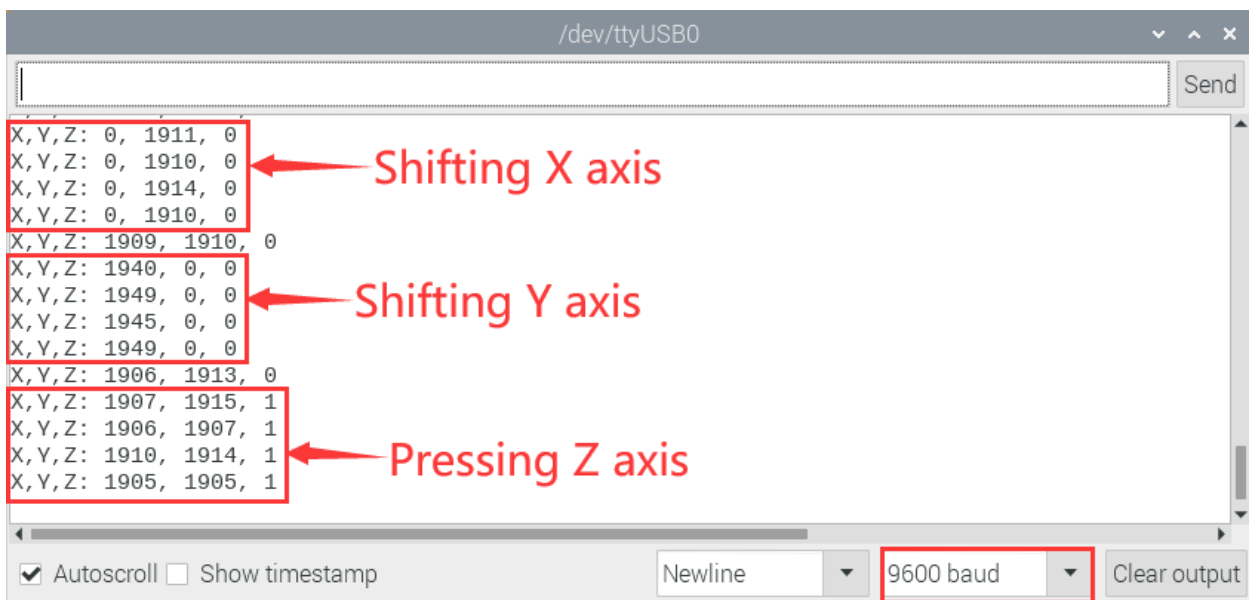 /dev/ttyUSB0
Send
X,Y,Z: 0, 1911, 0
X,Y,Z: 0, 1910, 0
X,Y,Z: 0, 1914, 0
X,Y,Z: 0, 1910, 0
Shifting X axis
X,Y,Z: 1909, 1910, 0
X,Y,Z: 1940, 0, 0
X,Y,Z: 1949, 0, 0
X,Y,Z: 1945, 0, 0
X,Y,Z: 1949, 0, 0
Shifting Y axis
X,Y,Z: 1906, 1913, 0
X,Y,Z: 1907, 1915, 1
X,Y,Z: 1906, 1907, 1
X,Y,Z: 1910, 1914, 1
X,Y,Z: 1905, 1905, 1
Pressing Z axis
Autoscroll Show timestamp Newline 9600 baud Clear output